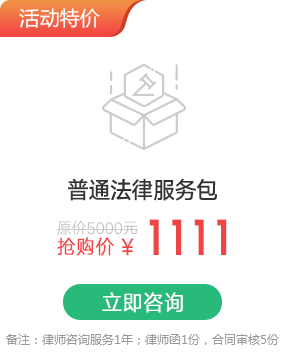 活动特价
普通法律服务包
原价5000元
抢购价 ¥ 1111
立即咨询
备注：律师咨询服务1年；律师函1份，合同审核5份